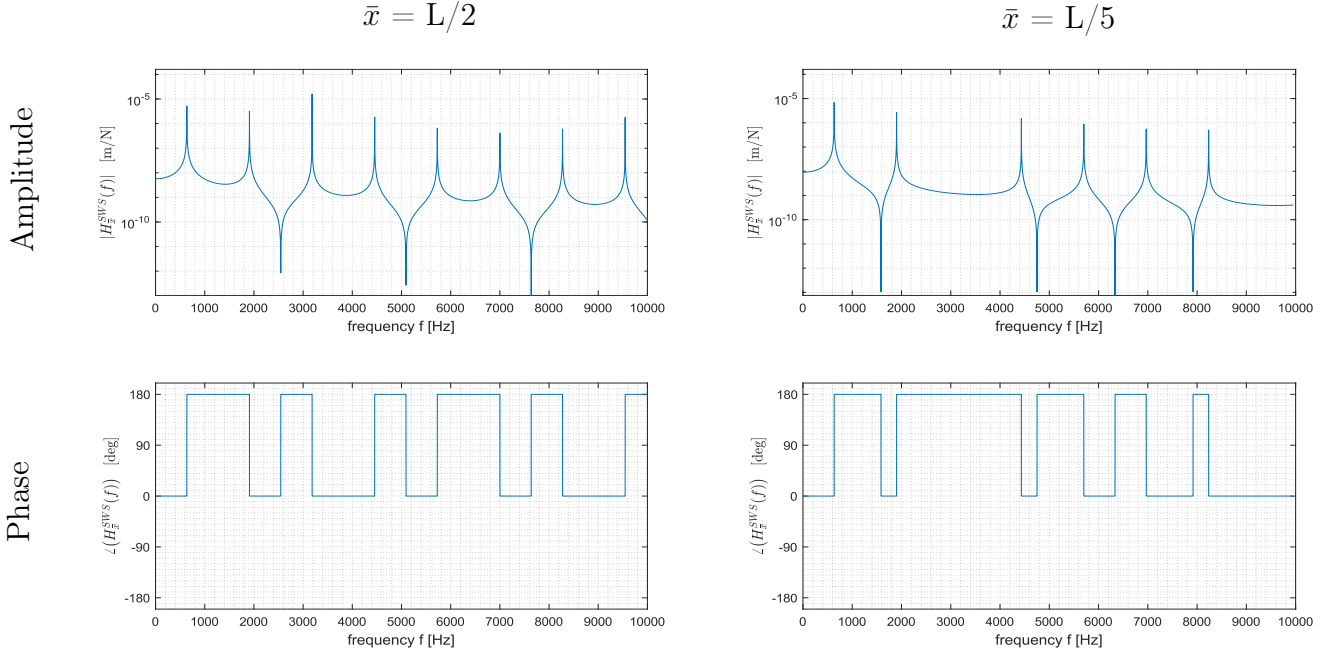 x̄ = L/2
x̄ = L/5
Amplitude
|H_x̄^SWS(f)| [m/N]
10^-5
10^-10
0 1000 2000 3000 4000 5000 6000 7000 8000 9000 10000
frequency f [Hz]
|H_x̄^SWS(f)| [m/N]
10^-5
10^-10
0 1000 2000 3000 4000 5000 6000 7000 8000 9000 10000
frequency f [Hz]
Phase
∠(H_x̄^SWS(f)) [deg]
180
90
0
-90
-180
0 1000 2000 3000 4000 5000 6000 7000 8000 9000 10000
frequency f [Hz]
∠(H_x̄^SWS(f)) [deg]
180
90
0
-90
-180
0 1000 2000 3000 4000 5000 6000 7000 8000 9000 10000
frequency f [Hz]